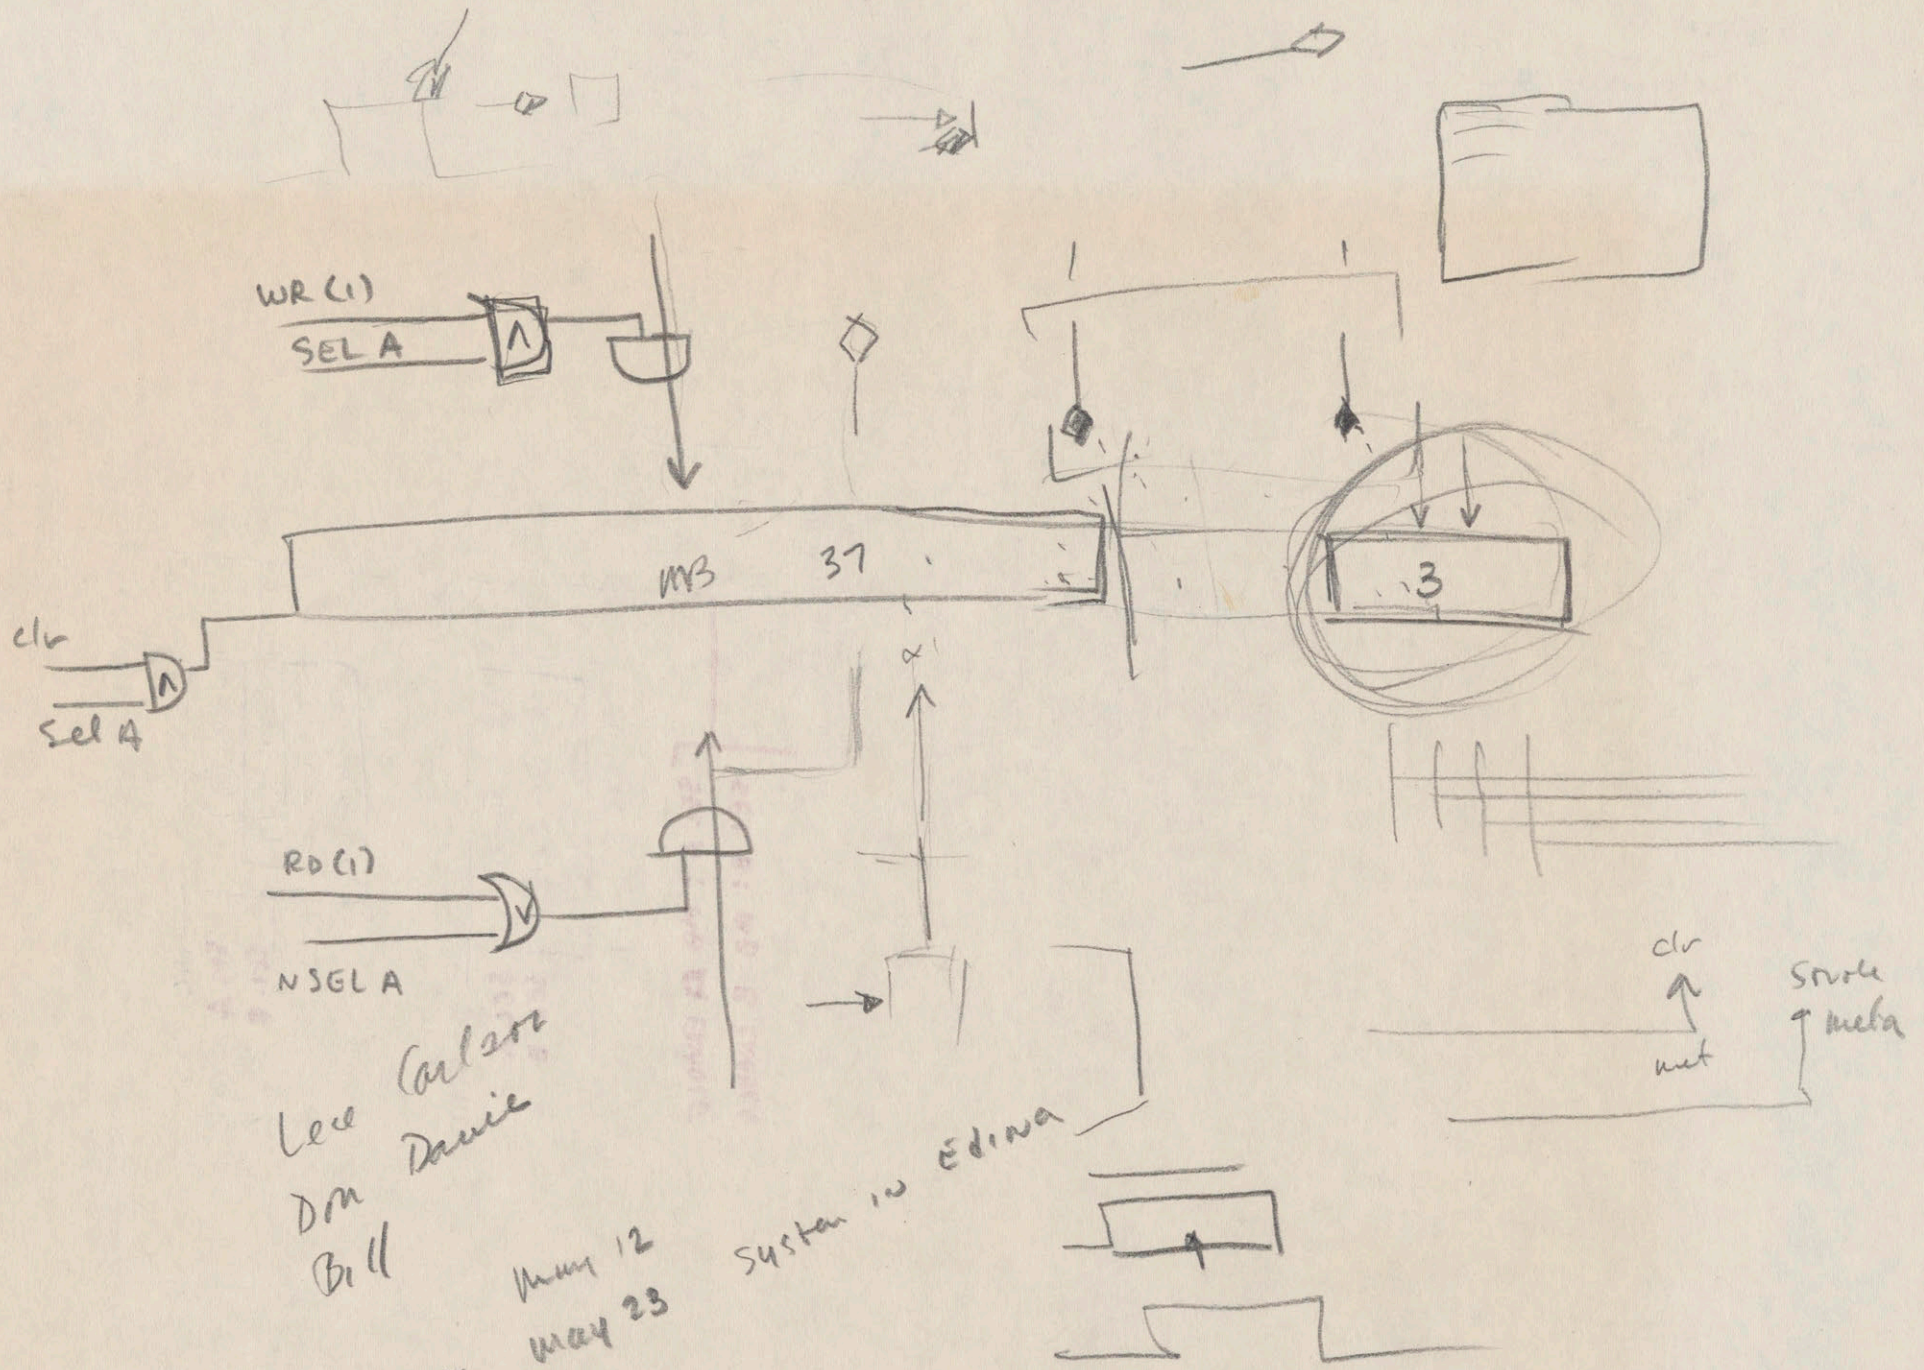 WR (1)
SEL A
MB 37
3
clr
Sel A
RD (1)
NSEL A
clr
Lee Carlson
Don Davie
Bill
May 12
May 23
System in Edina